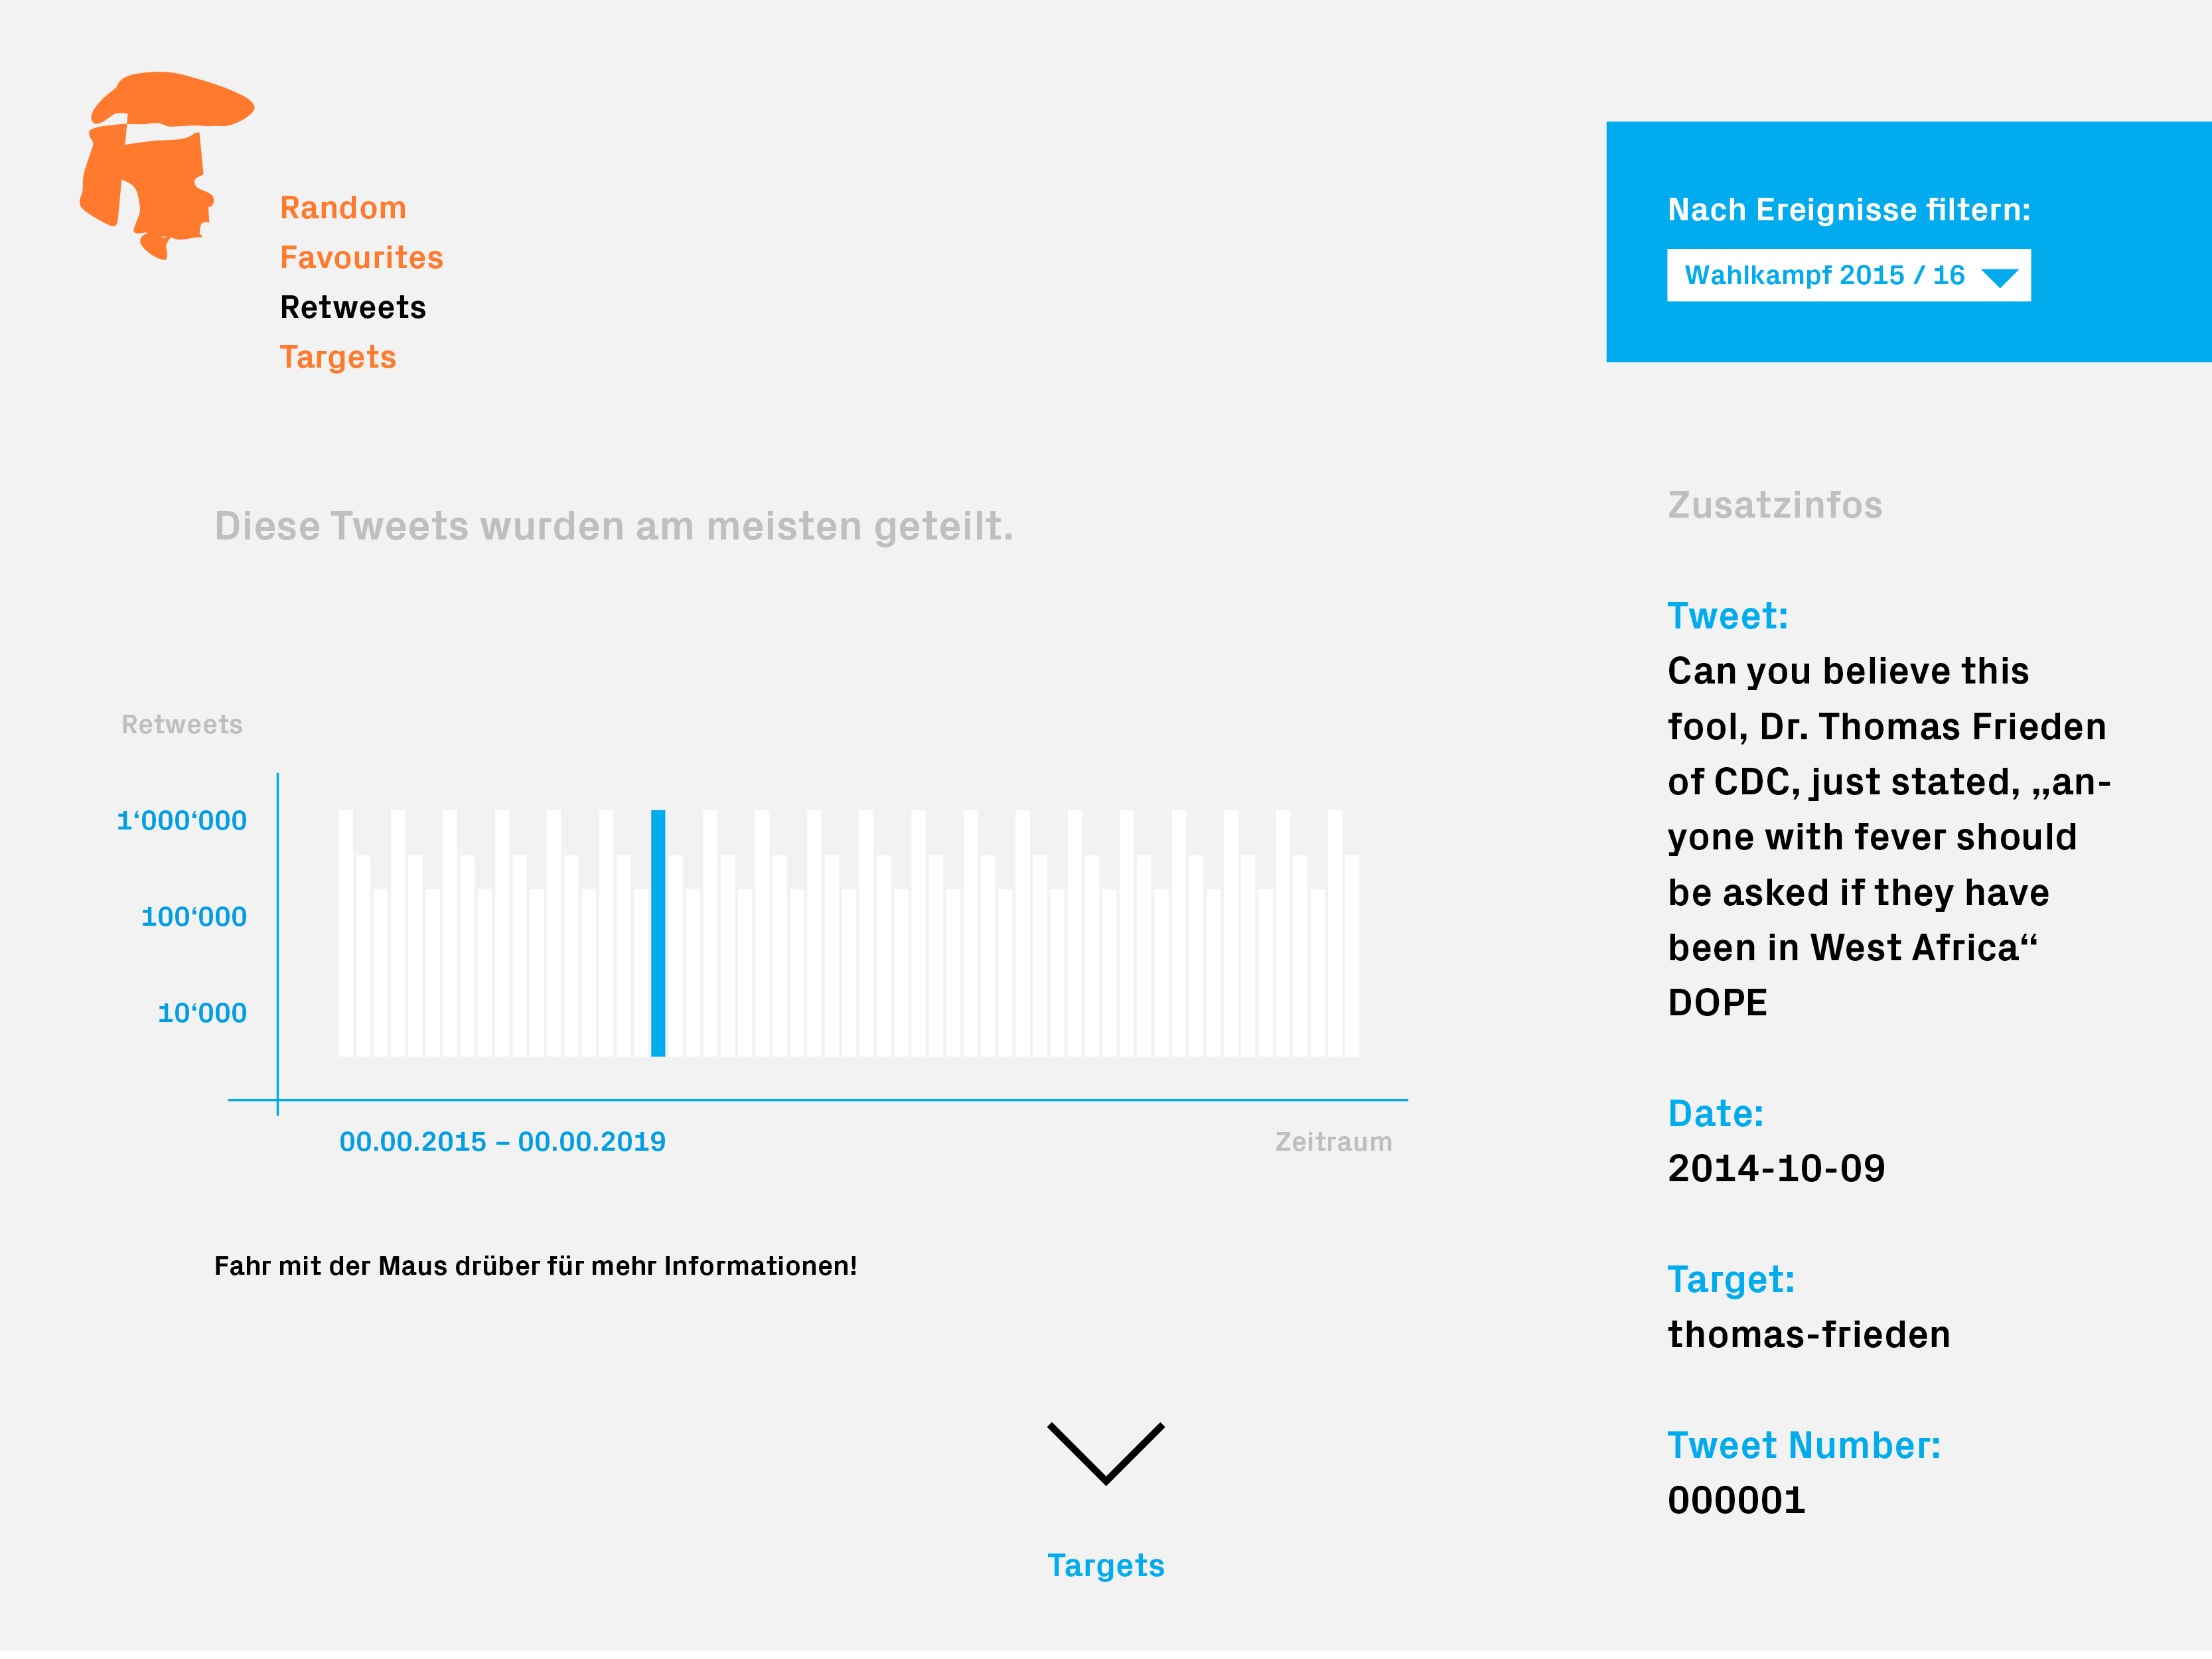 Random
Favourites
Retweets
Targets
Nach Ereignisse filtern:
Wahlkampf 2015 / 16
Diese Tweets wurden am meisten geteilt.
Retweets
1‘000‘000
100‘000
10‘000
00.00.2015 – 00.00.2019
Zeitraum
Fahr mit der Maus drüber für mehr Informationen!
Targets
Zusatzinfos
Tweet:
Can you believe this
fool, Dr. Thomas Frieden
of CDC, just stated, „an-
yone with fever should
be asked if they have
been in West Africa“
DOPE
Date:
2014-10-09
Target:
thomas-frieden
Tweet Number:
000001